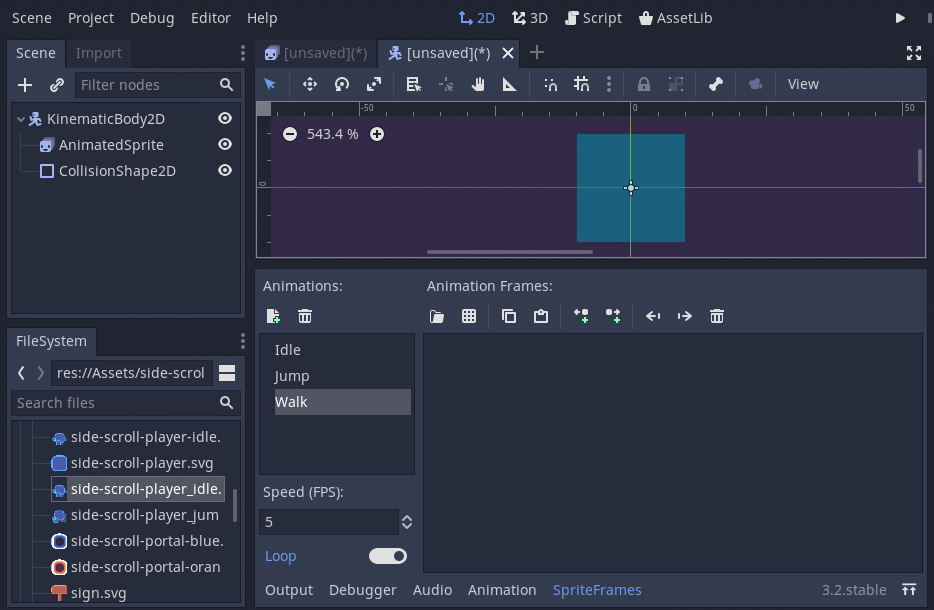 Scene Project Debug Editor Help 2D 3D Script AssetLib
Scene Import
[unsaved](*) [unsaved](*)
Filter nodes
View
-50 0 50
KinematicBody2D
AnimatedSprite
CollisionShape2D
543.4 %
0
FileSystem
res://Assets/side-scrol
Search files
side-scroll-player-idle.
side-scroll-player.svg
side-scroll-player_idle.
side-scroll-player_jum
side-scroll-portal-blue.
side-scroll-portal-oran
sign.svg
Animations:
Idle
Jump
Walk
Speed (FPS):
5
Loop
Animation Frames:
Output Debugger Audio Animation SpriteFrames 3.2.stable